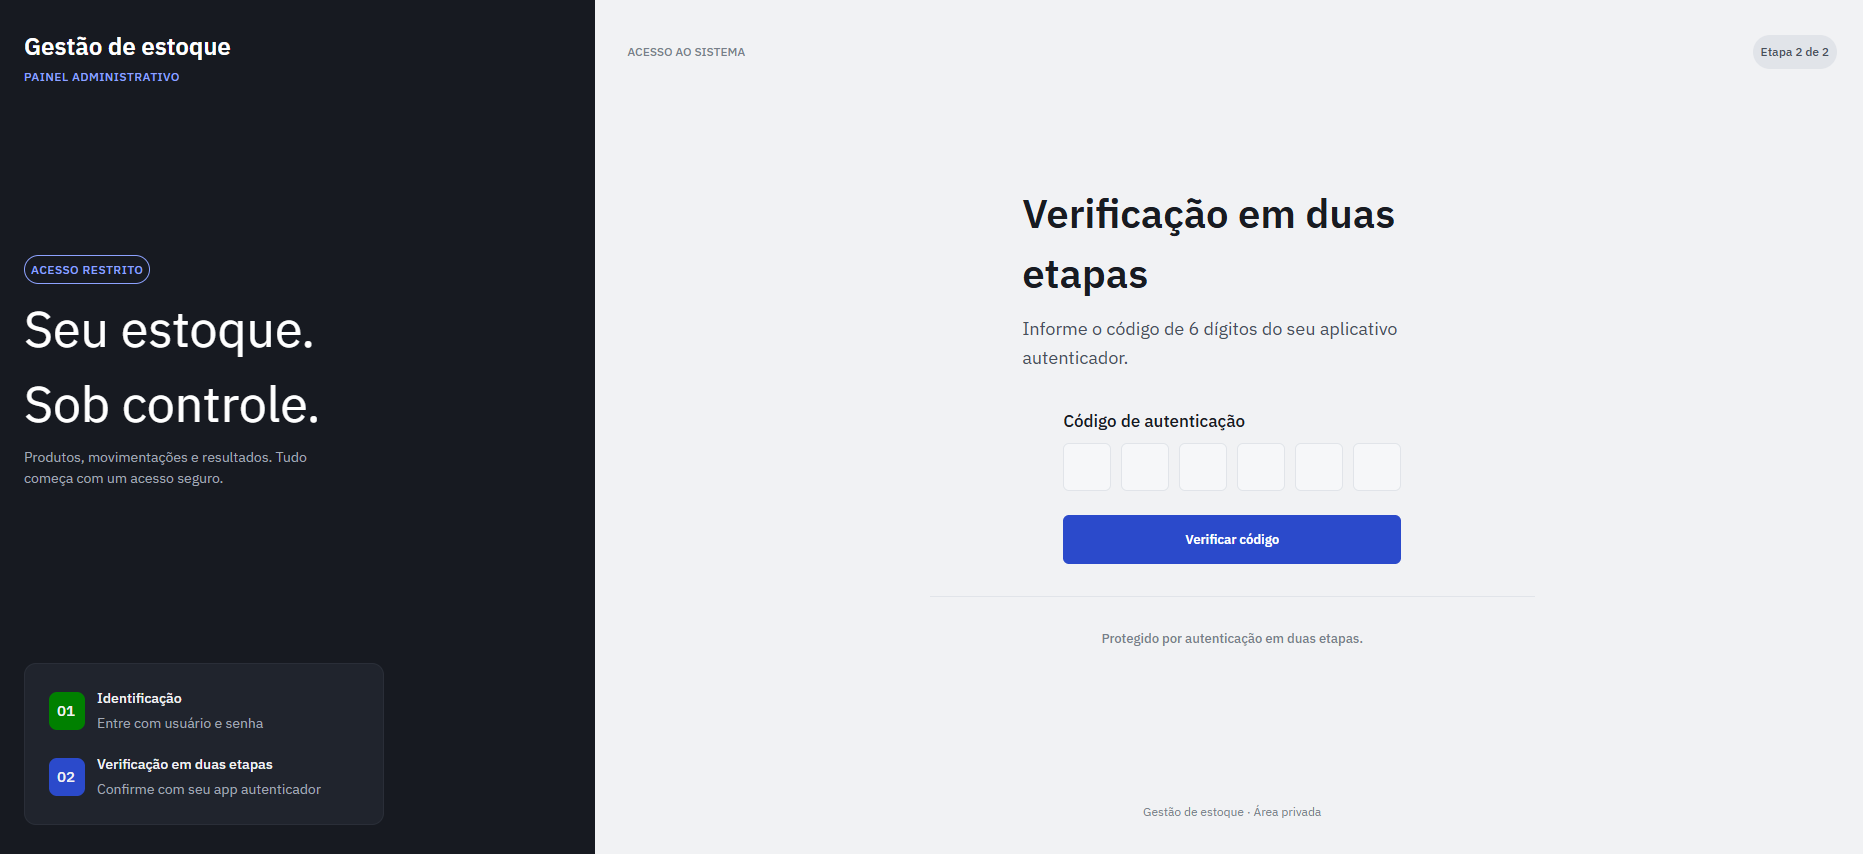 Gestão de estoque
PAINEL ADMINISTRATIVO
ACESSO RESTRITO
Seu estoque.
Sob controle.
Produtos, movimentações e resultados. Tudo
começa com um acesso seguro.
01
Identificação
Entre com usuário e senha
02
Verificação em duas etapas
Confirme com seu app autenticador
ACESSO AO SISTEMA
Etapa 2 de 2
Verificação em duas
etapas
Informe o código de 6 dígitos do seu aplicativo
autenticador.
Código de autenticação
Verificar código
Protegido por autenticação em duas etapas.
Gestão de estoque · Área privada